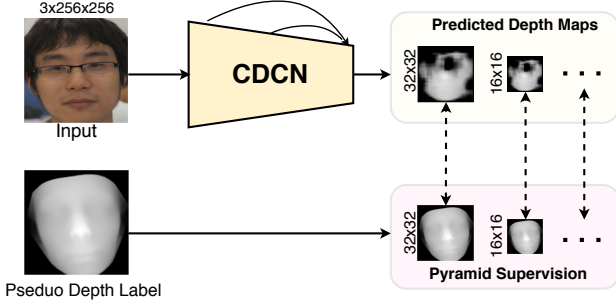 3x256x256
Input
CDCN
Predicted Depth Maps
32x32
16x16
Pseduo Depth Label
32x32
16x16
Pyramid Supervision